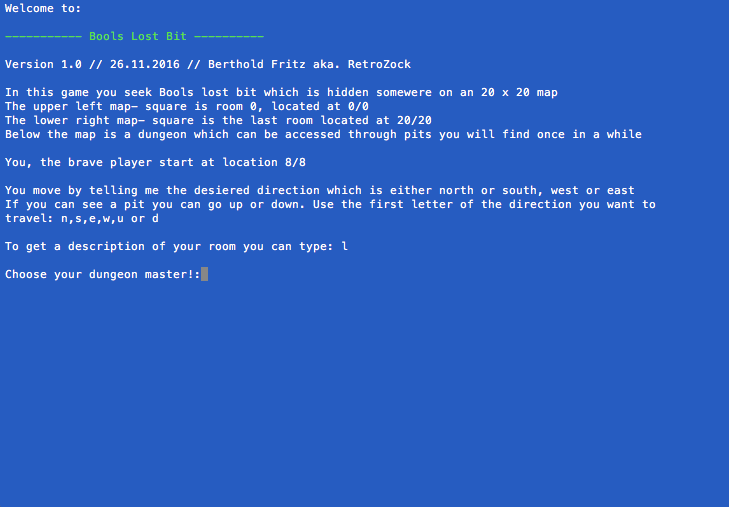 Welcome to:
----------- Bools Lost Bit ----------
Version 1.0 // 26.11.2016 // Berthold Fritz aka. RetroZock
In this game you seek Bools lost bit which is hidden somewere on an 20 x 20 map
The upper left map- square is room 0, located at 0/0
The lower right map- square is the last room located at 20/20
Below the map is a dungeon which can be accessed through pits you will find once in a while
You, the brave player start at location 8/8
You move by telling me the desiered direction which is either north or south, west or east
If you can see a pit you can go up or down. Use the first letter of the direction you want to
travel: n,s,e,w,u or d
To get a description of your room you can type: l
Choose your dungeon master!: